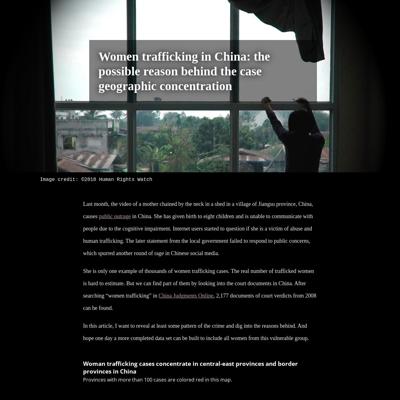 Women trafficking in China: the
possible reason behind the case
geographic concentration
Image credit: ©2018 Human Rights Watch
Last month, the video of a mother chained by the neck in a shed in a village of Jiangsu province, China,
causes public outrage in China. She has given birth to eight children and is unable to communicate with
people due to the cognitive impairment. Internet users started to question if she is a victim of abuse and
human trafficking. The later statement from the local government failed to respond to public concerns,
which spurred another round of rage in Chinese social media.
She is only one example of thousands of women trafficking cases. The real number of trafficked women
is hard to estimate. But we can find part of them by looking into the court documents in China. After
searching “women trafficking” in China Judgments Online, 2,177 documents of court verdicts from 2008
can be found.
In this article, I want to reveal at least some pattern of the crime and dig into the reasons behind. And
hope one day a more completed data set can be built to include all women from this vulnerable group.
Woman trafficking cases concentrate in central-east provinces and border
provinces in China
Provinces with more than 100 cases are colored red in this map.